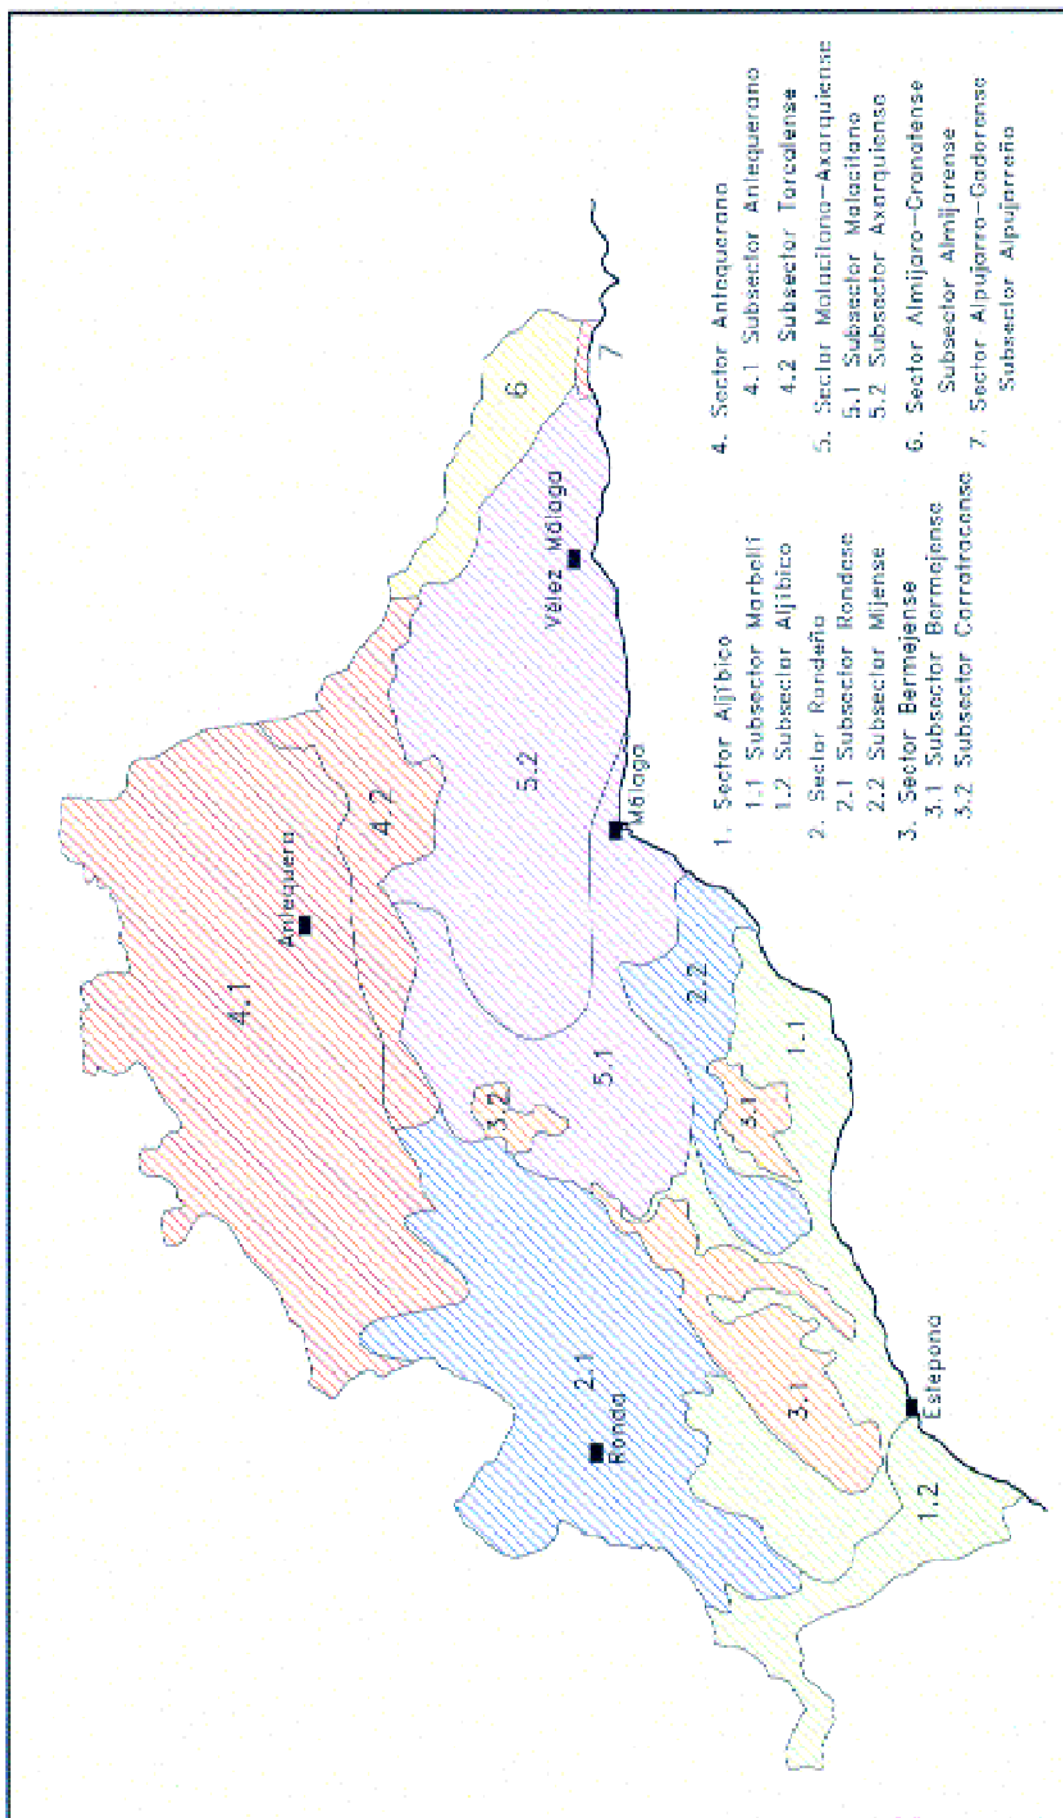 4.1
Antequera
4.2
6
7
5.2
Vélez Málaga
Málaga
3.2
5.1
2.2
1.1
3.1
2.1
Ronda
3.1
Estepona
1.2
1. Sector Aljíbico
1.1 Subsector Marbellí
1.2 Subsector Aljíbico
2. Sector Rondeño
2.1 Subsector Rondese
2.2 Subsector Mijense
3. Sector Bermejense
3.1 Subsector Bermejense
3.2 Subsector Carratracense
4. Sector Antequerano
4.1 Subsector Antequerano
4.2 Subsector Torcalense
5. Sector Malacitano-Axarquiense
5.1 Subsector Malacitano
5.2 Subsector Axarquiense
6. Sector Almijaro-Granatense
Subsector Almijarense
7. Sector Alpujarro-Gadorense
Subsector Alpujarreño